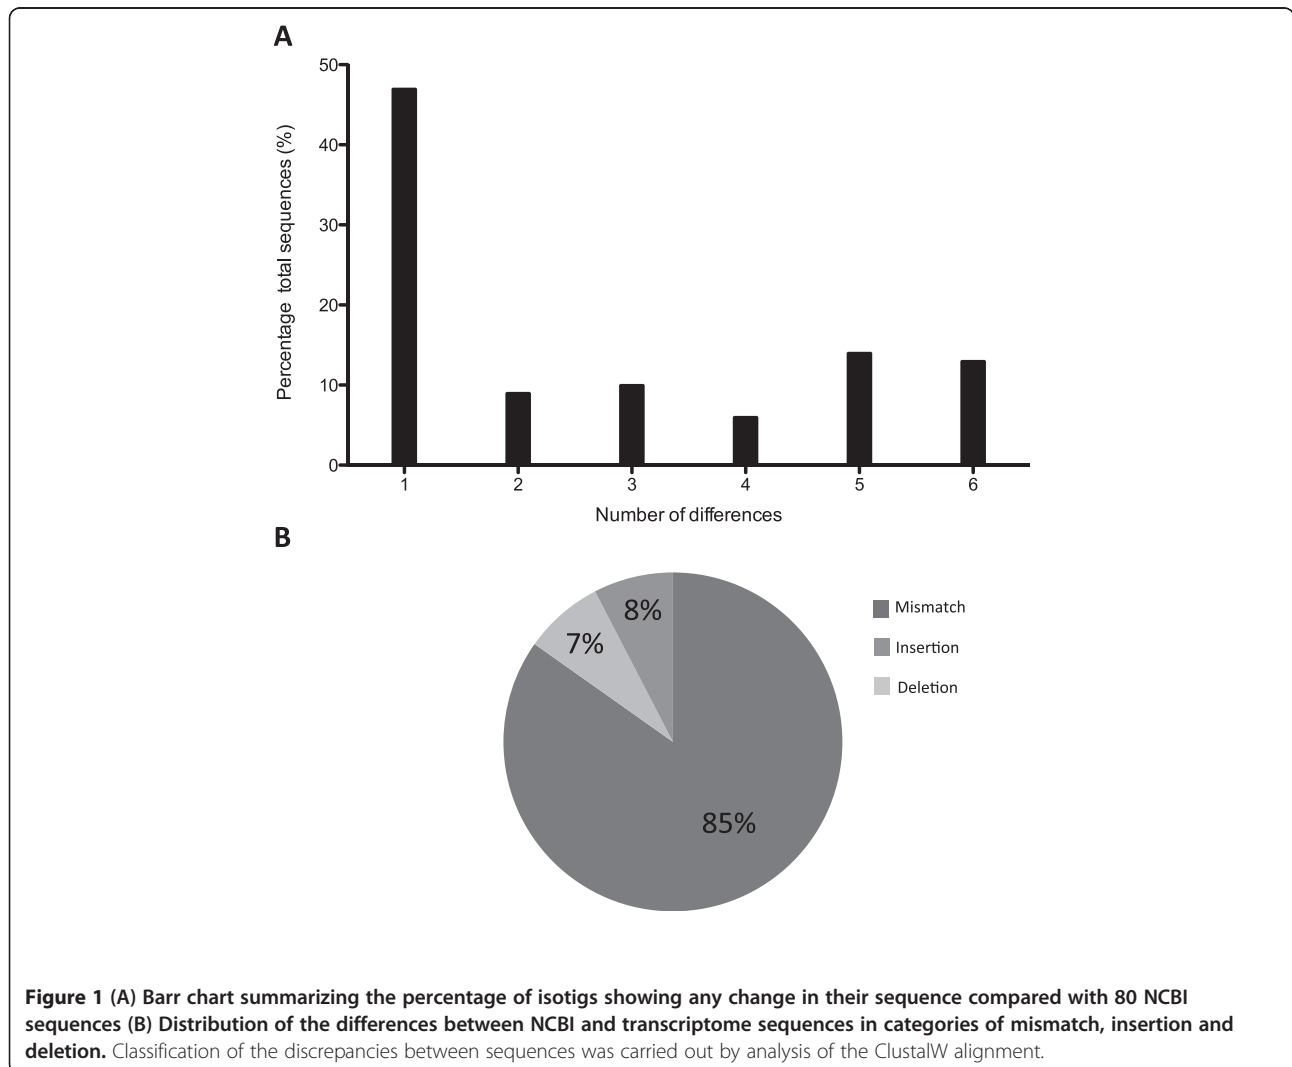 A
50
40
30
20
10
0
Percentage total sequences (%)
1 2 3 4 5 6
Number of differences
B
8%
7%
85%
Mismatch
Insertion
Deletion
Figure 1 (A) Barr chart summarizing the percentage of isotigs showing any change in their sequence compared with 80 NCBI
sequences (B) Distribution of the differences between NCBI and transcriptome sequences in categories of mismatch, insertion and
deletion. Classification of the discrepancies between sequences was carried out by analysis of the ClustalW alignment.